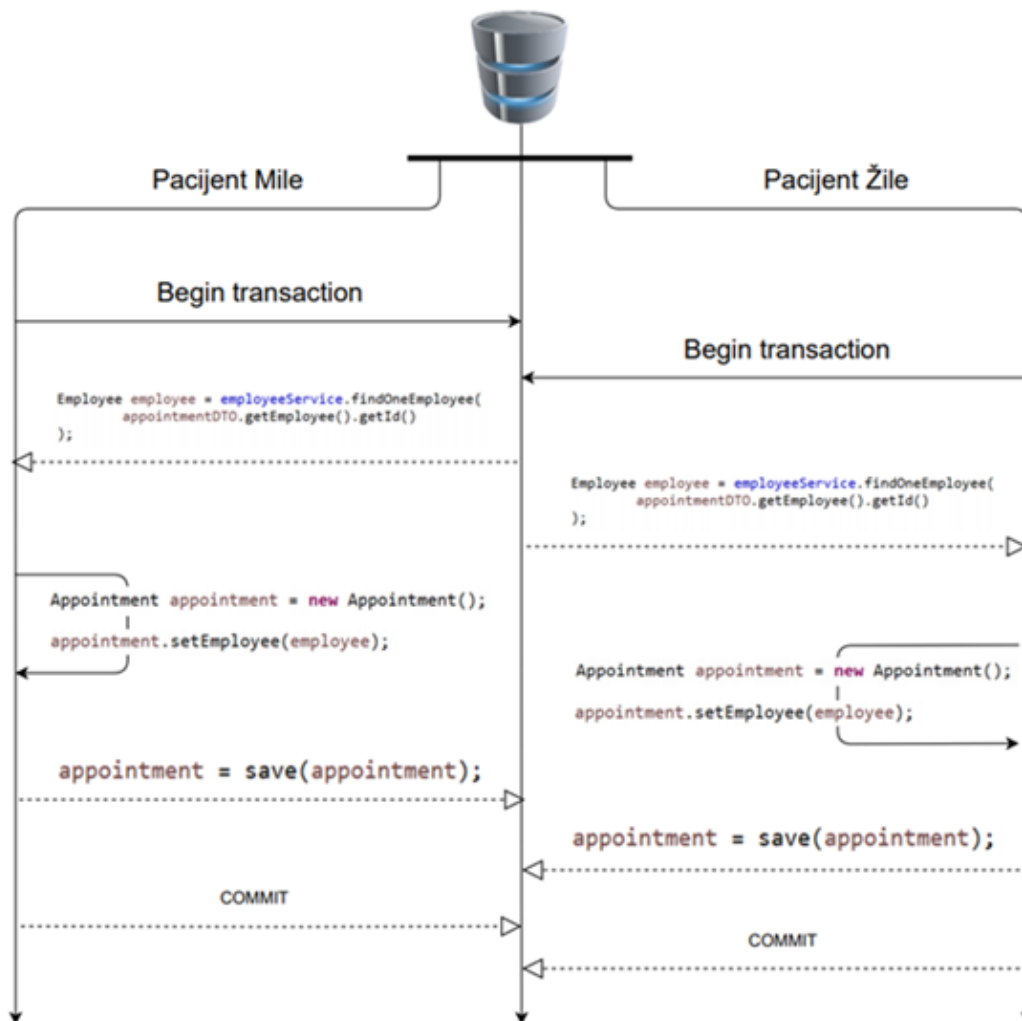 Pacijent Mile
Pacijent Žile
Begin transaction
Begin transaction
Employee employee = employeeService.findOneEmployee(
appointmentDTO.getEmployee().getId()
);
Employee employee = employeeService.findOneEmployee(
appointmentDTO.getEmployee().getId()
);
Appointment appointment = new Appointment();
appointment.setEmployee(employee);
Appointment appointment = new Appointment();
appointment.setEmployee(employee);
appointment = save(appointment);
appointment = save(appointment);
COMMIT
COMMIT